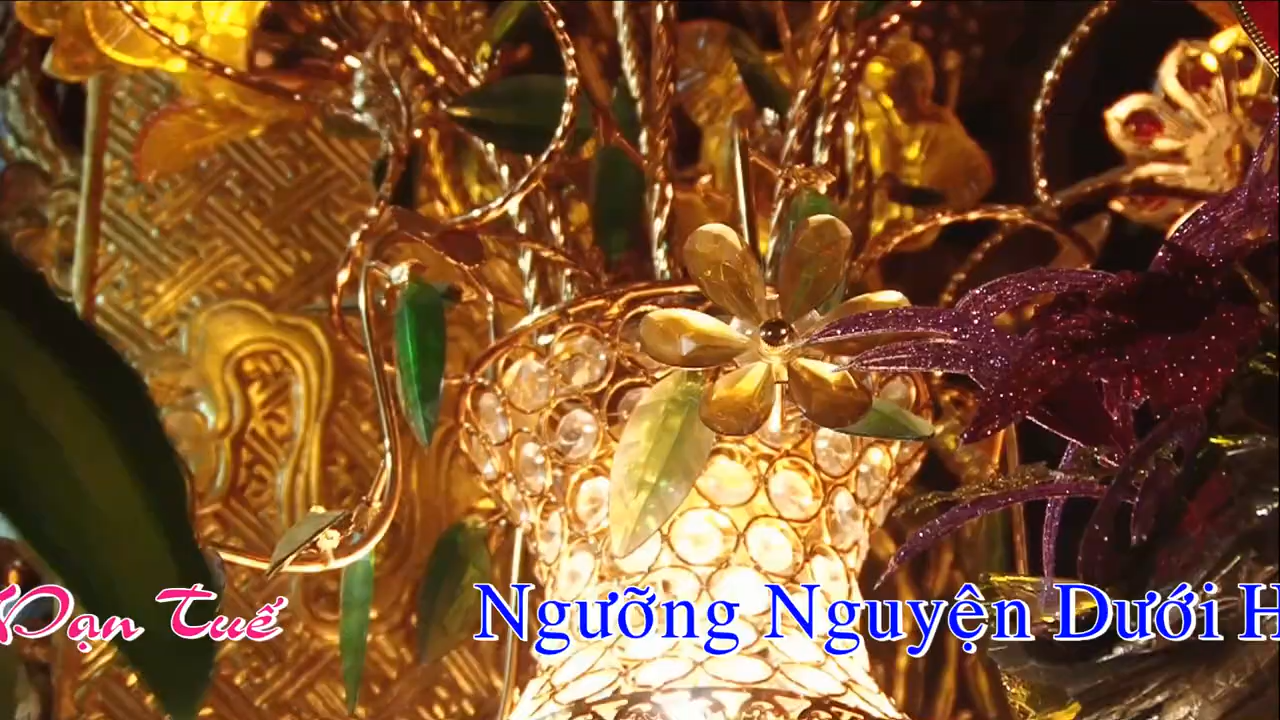 Vạn Tuế Ngưỡng Nguyện Dưới